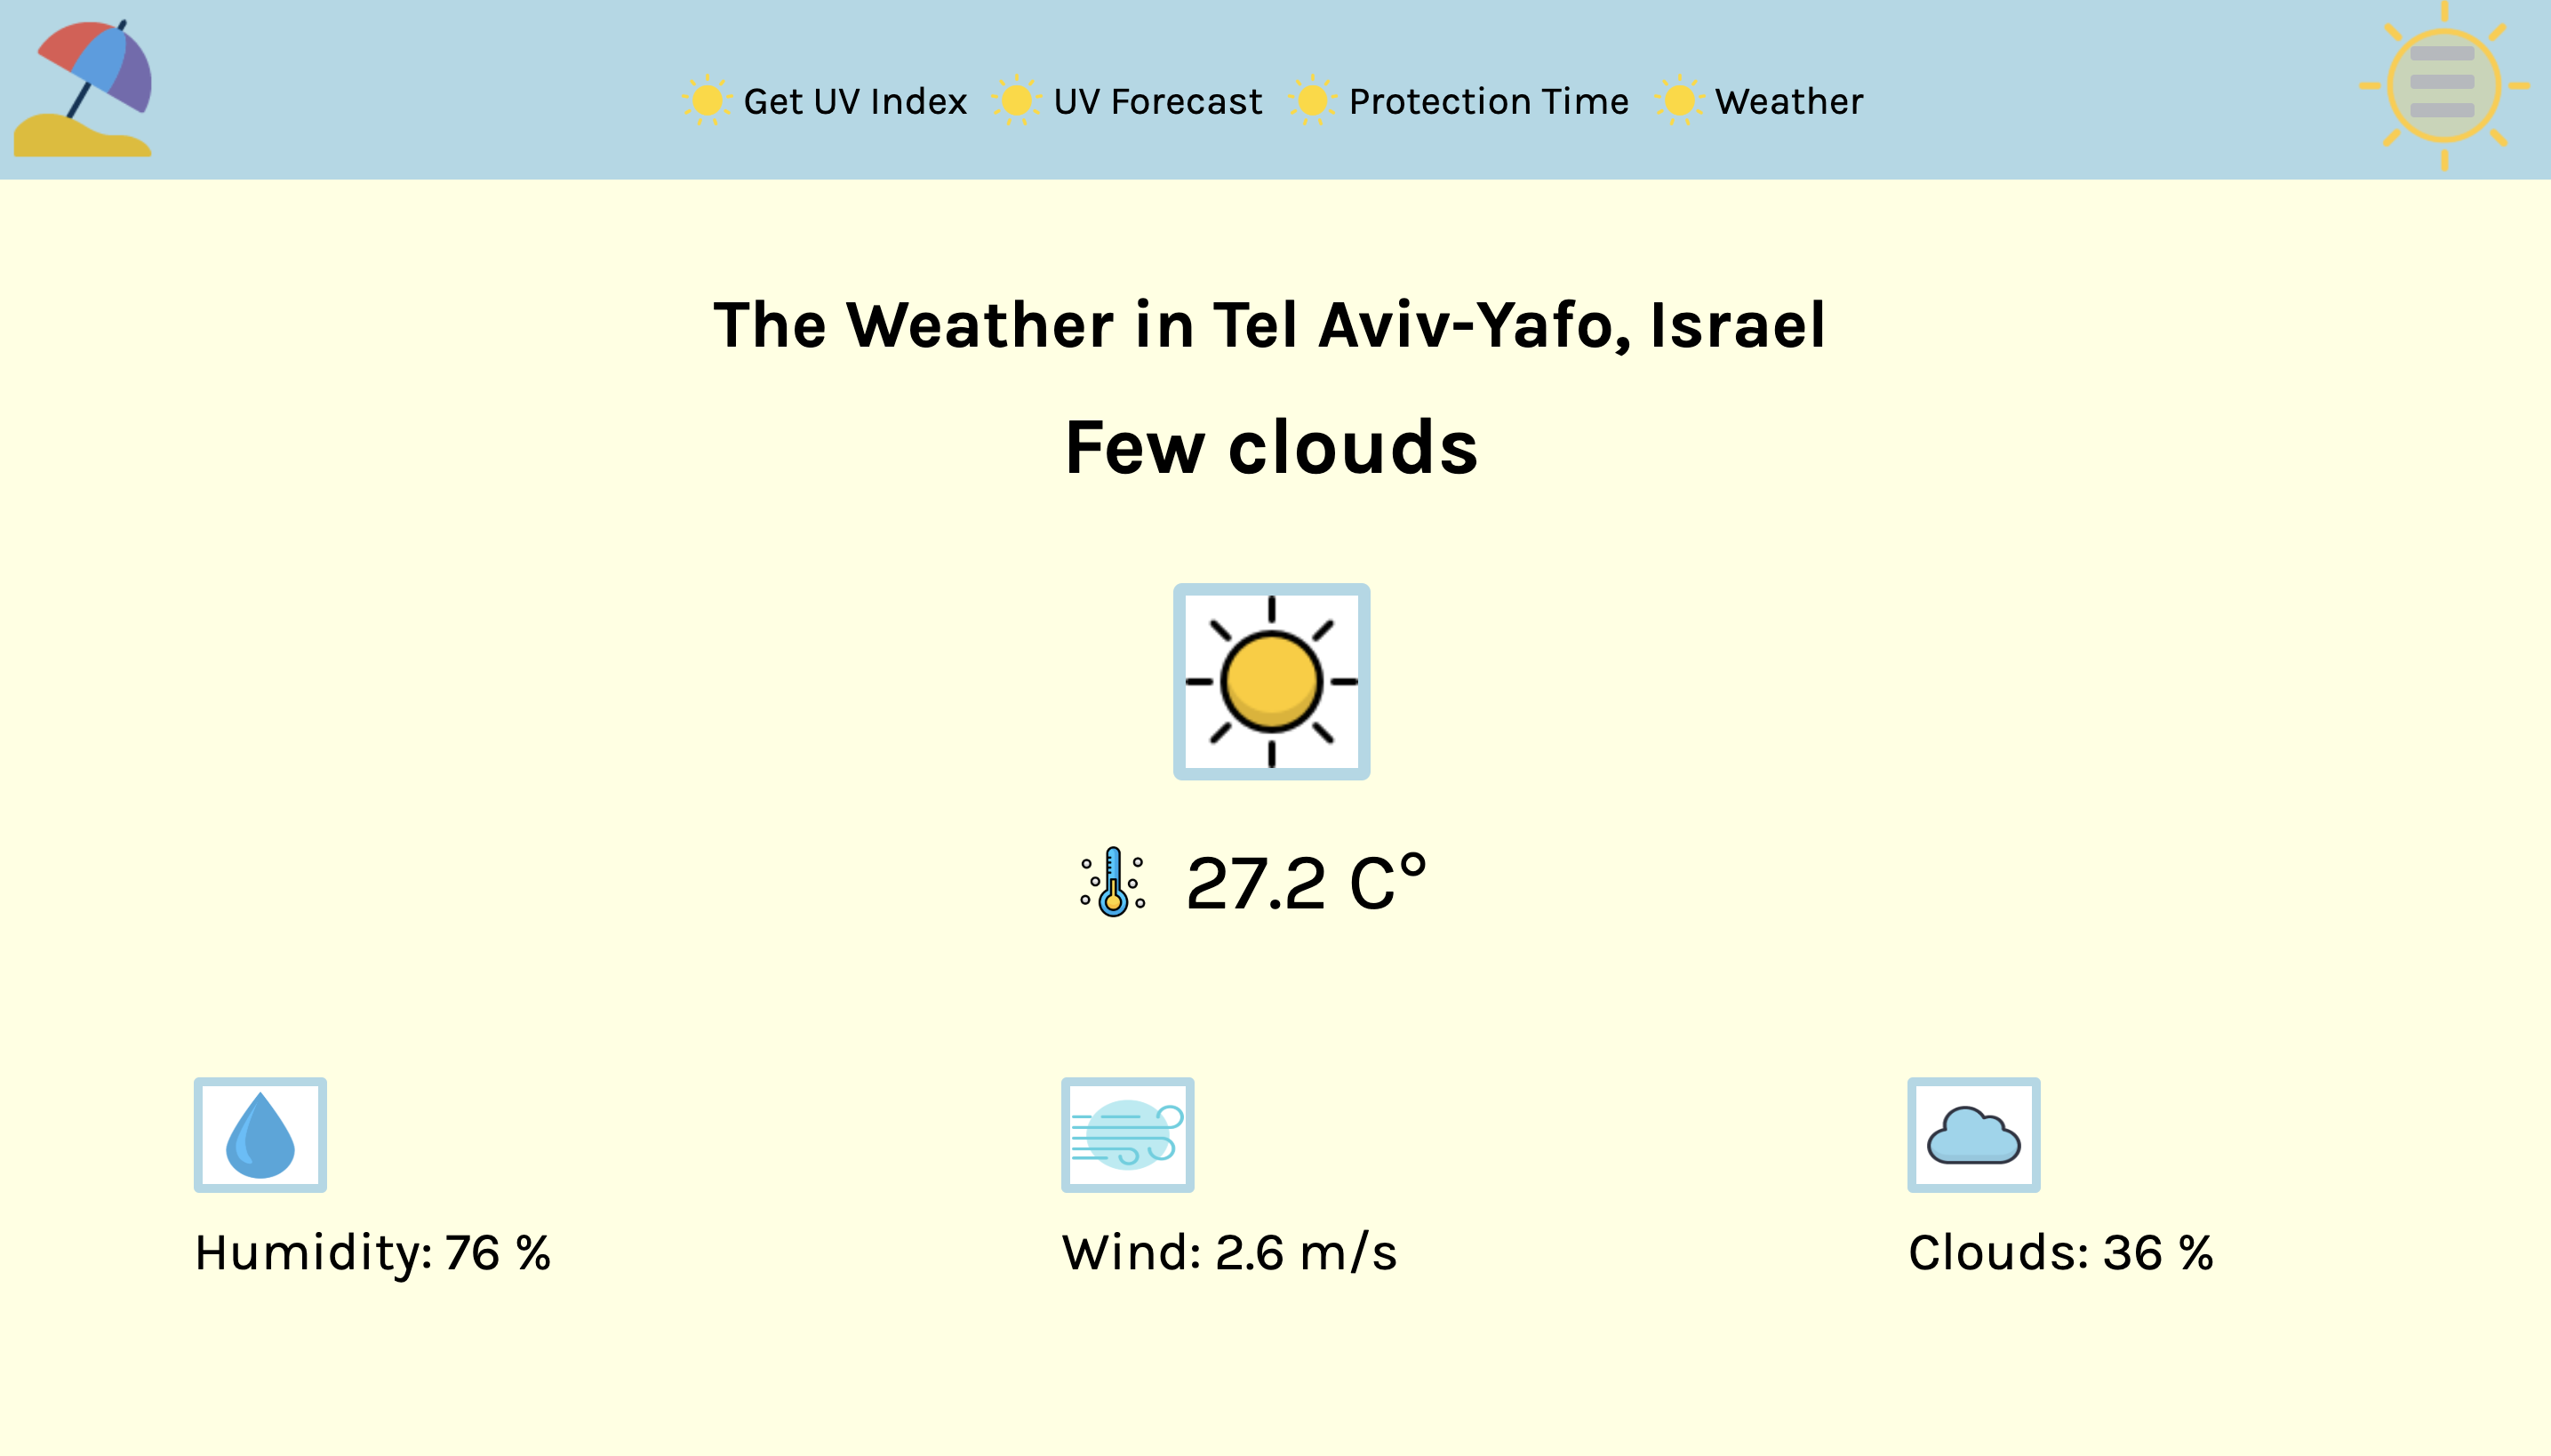 Get UV Index UV Forecast Protection Time Weather
The Weather in Tel Aviv-Yafo, Israel
Few clouds
27.2 C°
Humidity: 76 %
Wind: 2.6 m/s
Clouds: 36 %